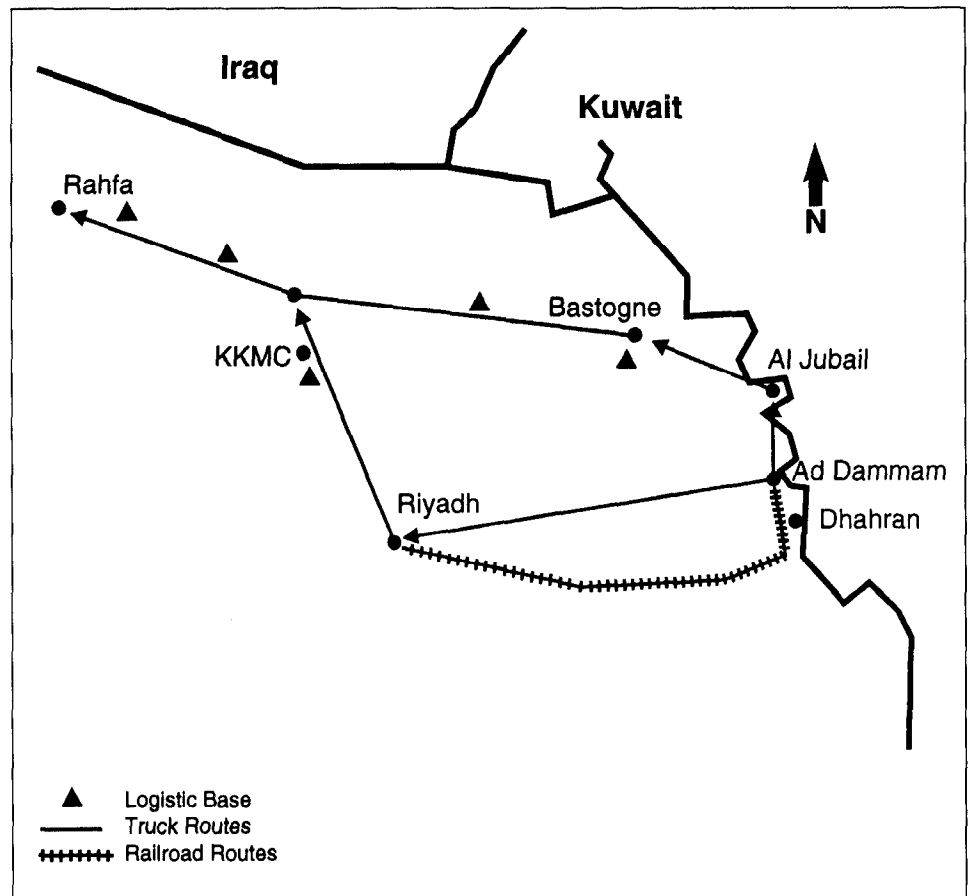 Iraq
Kuwait
Rahfa
N
Bastogne
KKMC
Al Jubail
Ad Dammam
Riyadh
Dhahran
Logistic Base
Truck Routes
Railroad Routes